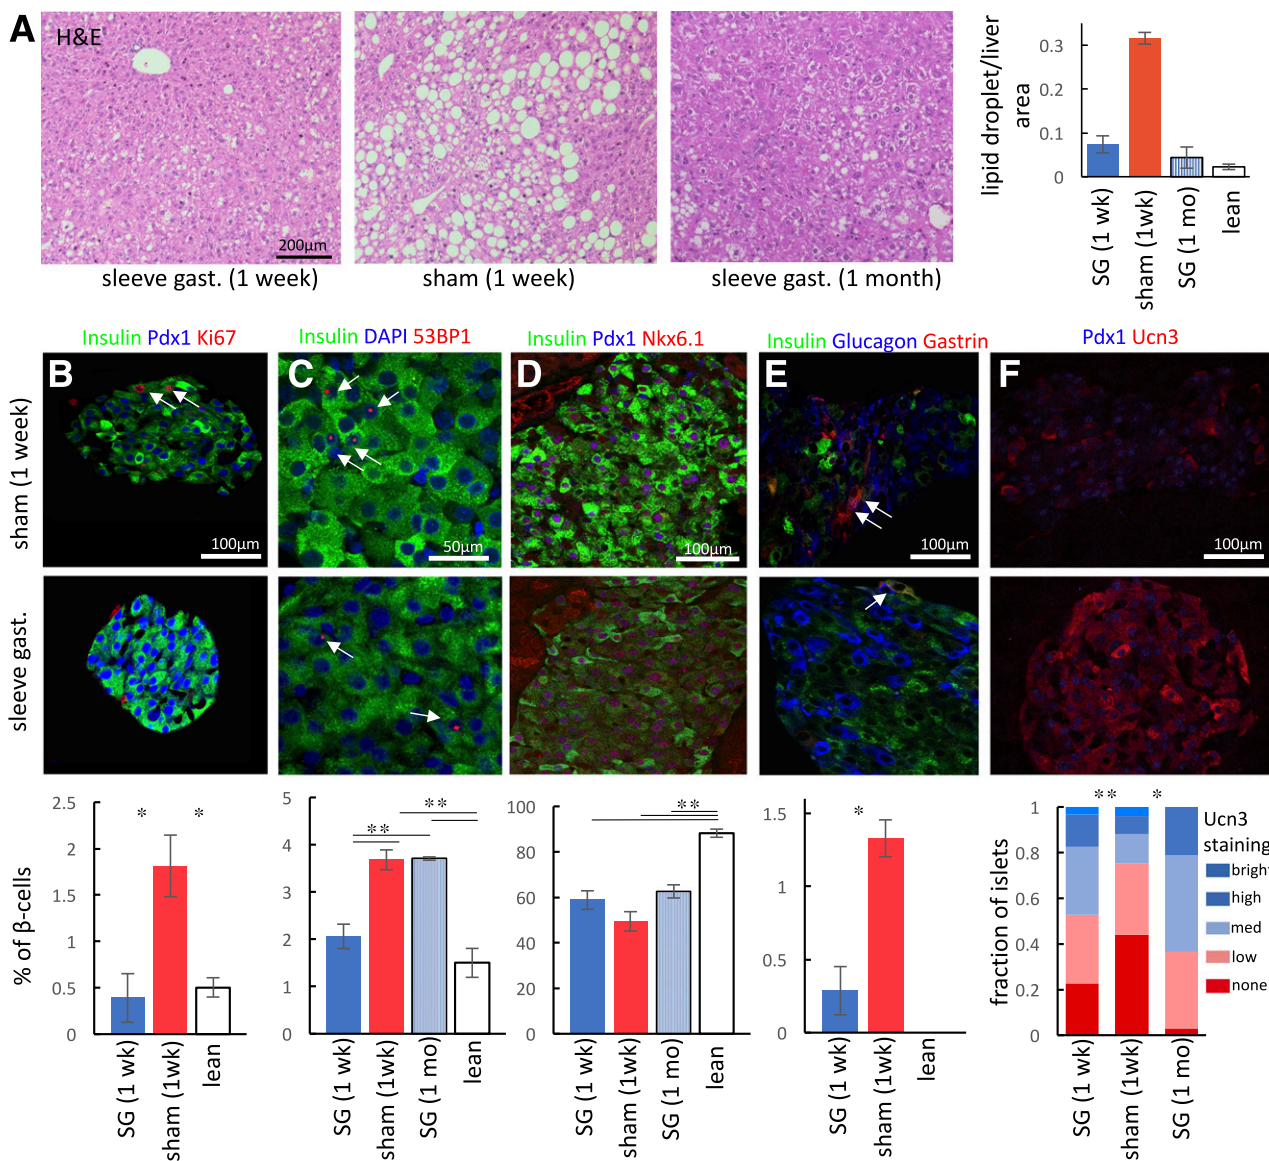 A
H&E
200µm
sleeve gast. (1 week)
sham (1 week)
sleeve gast. (1 month)
lipid droplet/liver
area
0.3
0.2
0.1
0
SG (1 wk)
sham (1wk)
SG (1 mo)
lean
Insulin Pdx1 Ki67
Insulin DAPI 53BP1
Insulin Pdx1 Nkx6.1
Insulin Glucagon Gastrin
Pdx1 Ucn3
sham (1 week)
B
100µm
C
50µm
D
100µm
E
100µm
F
100µm
sleeve gast.
% of β-cells
2.5
2
1.5
1
0.5
0
* *
SG (1 wk)
sham (1wk)
lean
5
4
3
2
1
0
**
**
SG (1 wk)
sham (1wk)
SG (1 mo)
lean
100
80
60
40
20
0
**
SG (1 wk)
sham (1wk)
SG (1 mo)
lean
1.5
1
0.5
0
*
SG (1 wk)
sham (1wk)
lean
fraction of islets
1
0.8
0.6
0.4
0.2
0
** *
SG (1 wk)
sham (1wk)
SG (1 mo)
Ucn3
staining
bright
high
med
low
none